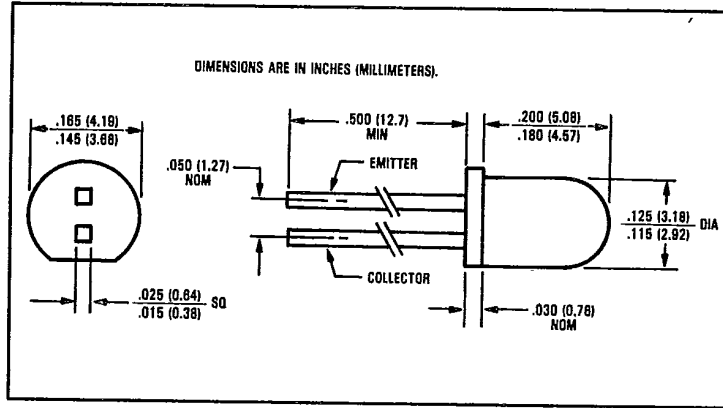 DIMENSIONS ARE IN INCHES (MILLIMETERS).
.165 (4.19)
.145 (3.68)
.500 (12.7)
MIN
.200 (5.08)
.180 (4.57)
.050 (1.27)
NOM
EMITTER
.125 (3.18)
.115 (2.92)
DIA
COLLECTOR
.025 (0.64)
.015 (0.38)
SQ
.030 (0.76)
NOM